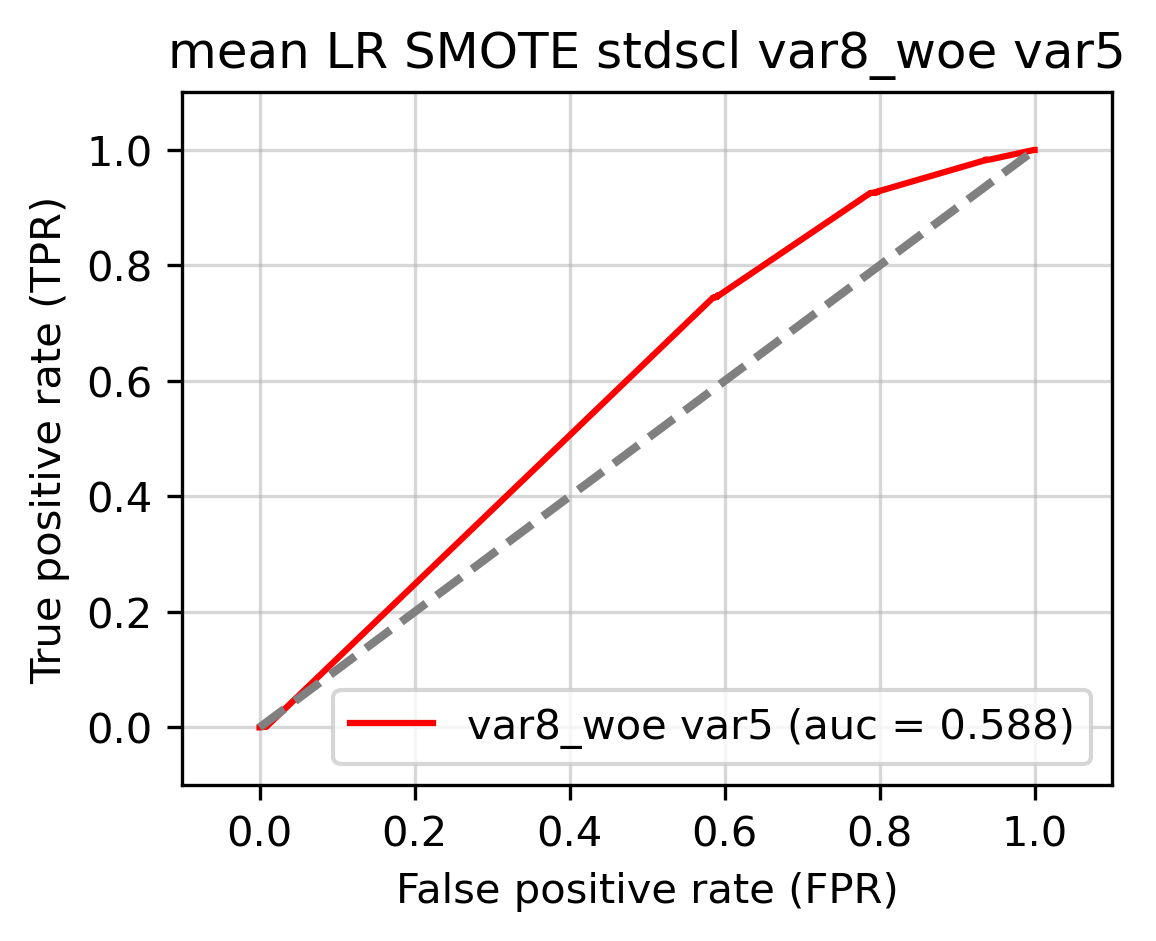 mean LR SMOTE stdscl var8_woe var5
True positive rate (TPR)
1.0
0.8
0.6
0.4
0.2
0.0
var8_woe var5 (auc = 0.588)
0.0 0.2 0.4 0.6 0.8 1.0
False positive rate (FPR)